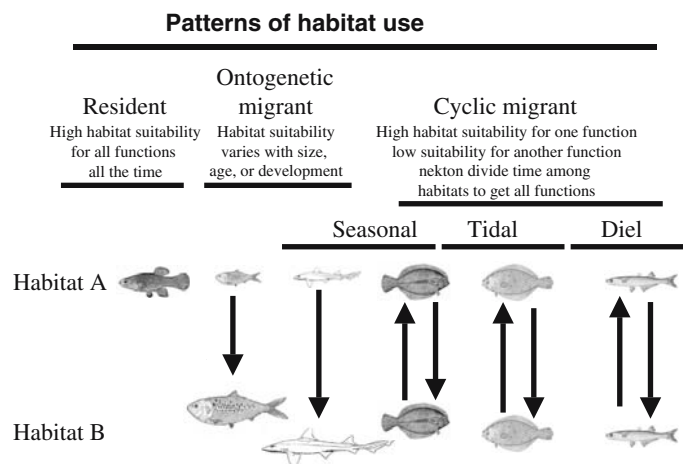 Patterns of habitat use
Resident
High habitat suitability
for all functions
all the time
Ontogenetic
migrant
Habitat suitability
varies with size,
age, or development
Cyclic migrant
High habitat suitability for one function
low suitability for another function
nekton divide time among
habitats to get all functions
Seasonal
Tidal
Diel
Habitat A
Habitat B